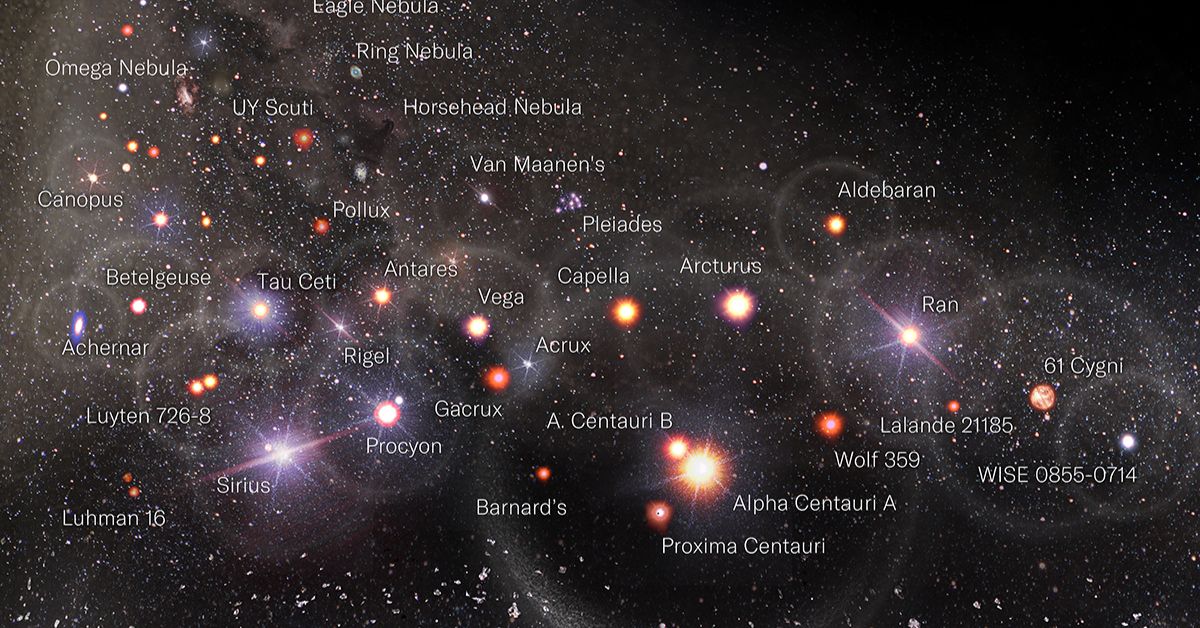 Eagle Nebula
Ring Nebula
Omega Nebula
UY Scuti
Horsehead Nebula
Van Maanen's
Aldebaran
Canopus
Pollux
Pleiades
Betelgeuse
Tau Ceti
Antares
Capella
Arcturus
Vega
Ran
Achernar
Rigel
Acrux
61 Cygni
Luyten 726-8
Gacrux
A. Centauri B
Lalande 21185
Procyon
Wolf 359
WISE 0855-0714
Sirius
Barnard's
Alpha Centauri A
Luhman 16
Proxima Centauri